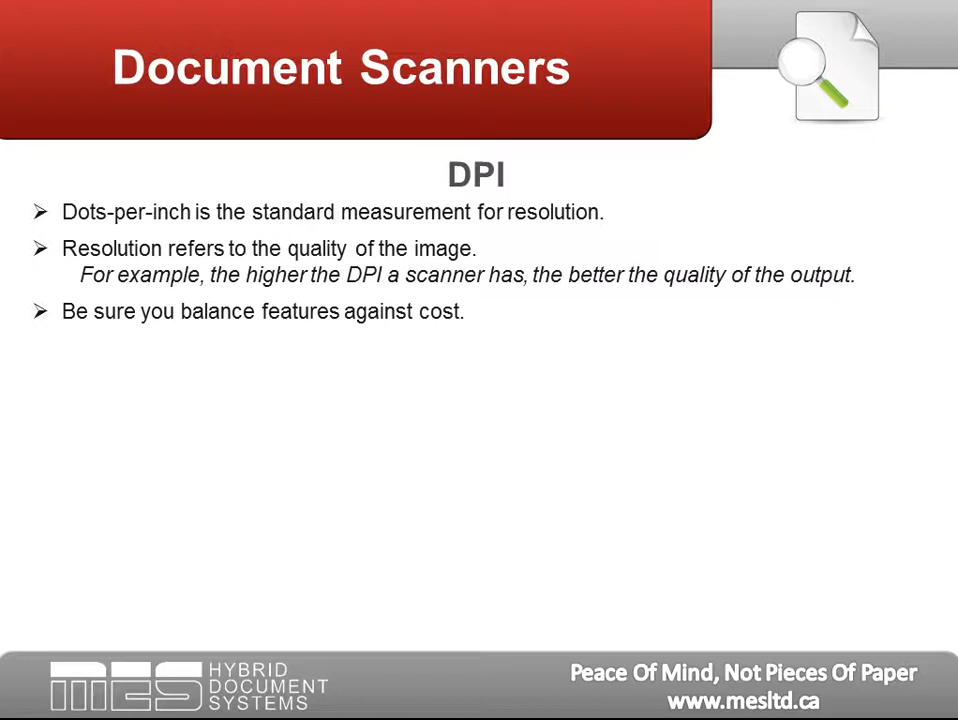 Document Scanners
DPI
Dots-per-inch is the standard measurement for resolution.
Resolution refers to the quality of the image.
For example, the higher the DPI a scanner has, the better the quality of the output.
Be sure you balance features against cost.
MES HYBRID
DOCUMENT
SYSTEMS
Peace Of Mind, Not Pieces Of Paper
www.mesltd.ca